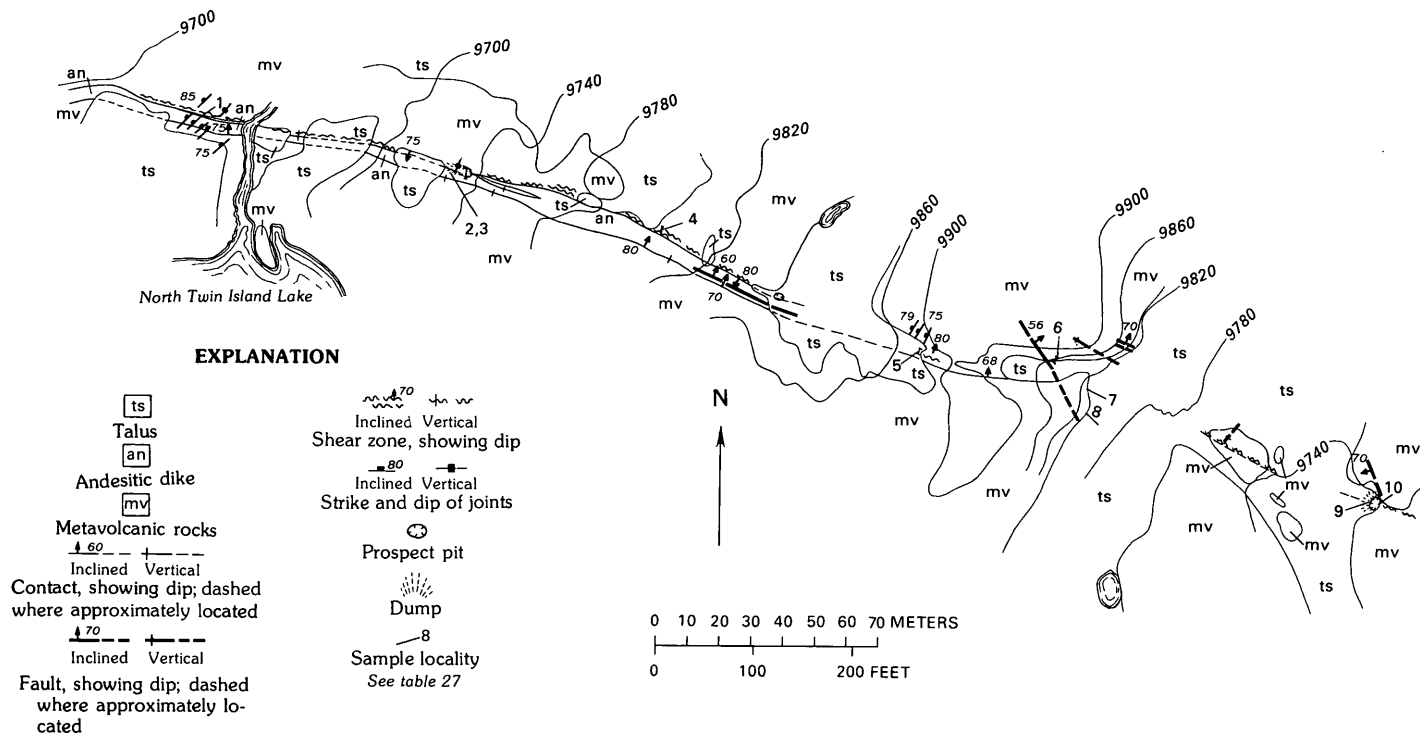 9700
9700
ts
an
mv
9740
mv
9780
9820
85
1
an
mv
75
75
ts
ts
ts
75
an
ts
mv
2,3
ts
mv
ts
an
ts
4
80
mv
60
80
70
mv
ts
ts
9860
9900
79
75
80
5
ts
mv
mv
68
56
6
ts
9900
9860
9820
mv
70
7
8
9780
ts
ts
mv
North Twin Island Lake
N
mv
ts
mv
mv
mv
9740
mv
70
10
9
mv
ts
EXPLANATION
ts
Talus
an
Andesitic dike
mv
Metavolcanic rocks
60
Inclined Vertical
Contact, showing dip; dashed
where approximately located
70
Inclined Vertical
Fault, showing dip; dashed
where approximately lo-
cated
70
Inclined Vertical
Shear zone, showing dip
80
Inclined Vertical
Strike and dip of joints
Prospect pit
Dump
8
Sample locality
See table 27
0 10 20 30 40 50 60 70 METERS
0 100 200 FEET